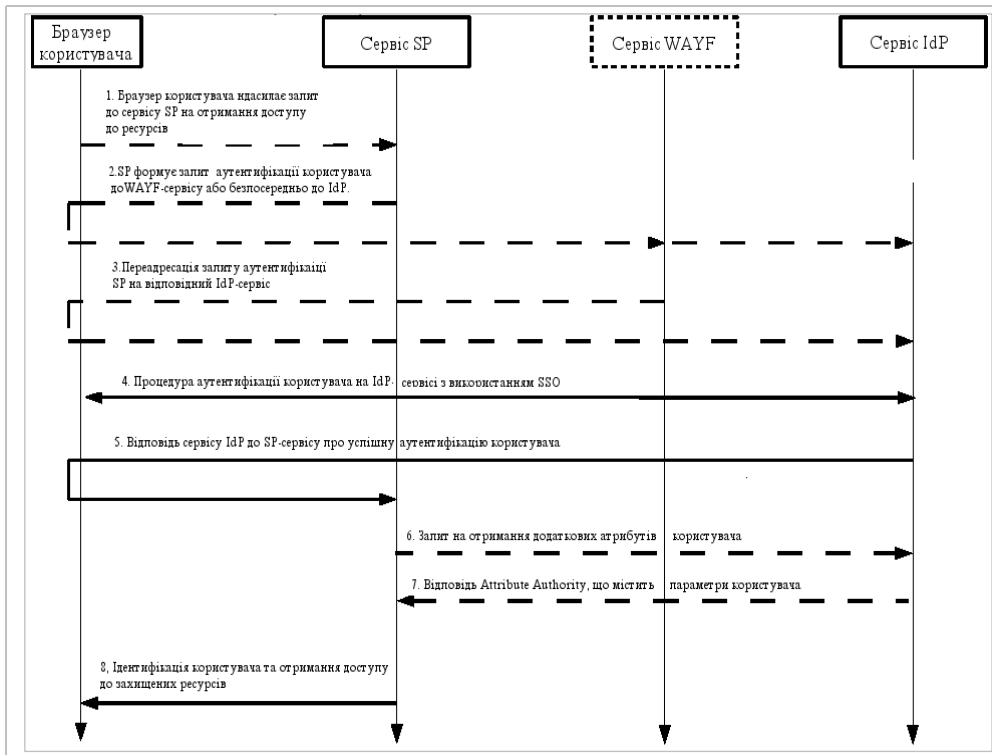 Браузер
користувача
Сервіс SP
Сервіс WAYF
Сервіс IdP
1. Браузер користувача ндасилає запит
до сервісу SP на отримання доступу
до ресурсів
2.SP формує запит аутентифікації користувача
доWAYF-сервісу або безпосередньо до IdP.
3.Переадресація запиту аутентифікаіції
SP на відповідний IdP-сервіс
4. Процедура аутентифікації користувача на IdP- сервісі з використанням SSO
5. Відповідь сервісу IdP до SP-сервісу про успішну аутентифікацію користувача
6. Запит на отримання додаткових атрибутів користувача
7. Відповідь Attribute Authority, що містить параметри користувача
8, Ідентифікація користувача та отримання доступу
до захищених ресурсів